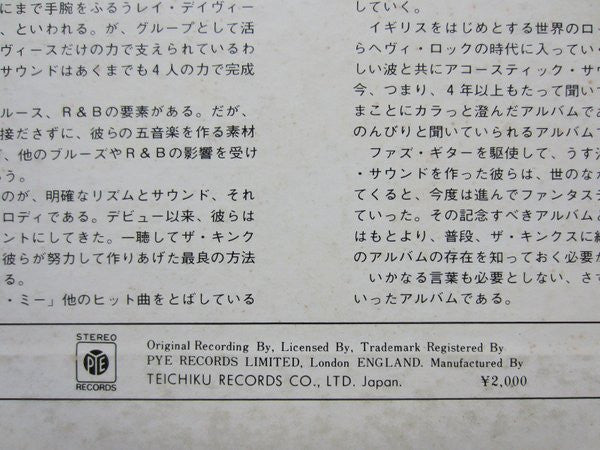 にまで手腕をふるうレイ・デイヴィー
、といわれる。が、グループとして活
ヴィースだけの力で支えられているわ
サウンドはあくまでも4人の力で完成
ルース、R&Bの要素がある。だが、
接ださずに、彼らの五音楽を作る素材
、他のブルーズやR&Bの影響を受け
う。
のが、明確なリズムとサウンド、それ
ロディである。デビュー以来、彼らは
ントにしてきた。一聴してザ・キンク
彼らが努力して作りあげた最良の方法
る。
・ミー」他のヒット曲をとばしている
していく。
イギリスをはじめとする世界のロッ
らヘヴィ・ロックの時代に入ってい
しい波と共にアコースティック・サ
今、つまり、4年以上もたって聞い
まことにカラっと澄んだアルバムで
のんびりと聞いていられるアルバム
ファズ・ギターを駆使して、うす
・サウンドを作った彼らは、世のな
てくると、今度は進んでファンタス
ていった。その記念すべきアルバム
はもとより、普段、ザ・キンクスに
のアルバムの存在を知っておく必要が
いかなる言葉も必要としない、さ
いったアルバムである。
STEREO
PYE
RECORDS
Original Recording By, Licensed By, Trademark Registered By
PYE RECORDS LIMITED, London ENGLAND. Manufactured By
TEICHIKU RECORDS CO., LTD. Japan. ¥2,000